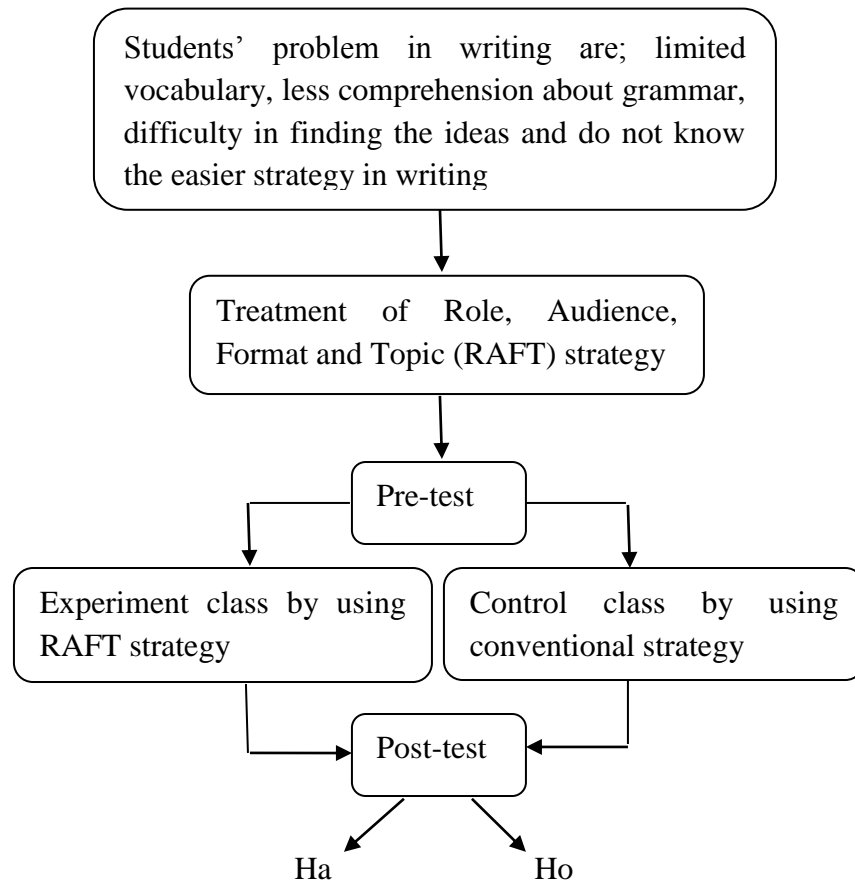 Students’ problem in writing are; limited
vocabulary, less comprehension about grammar,
difficulty in finding the ideas and do not know
the easier strategy in writing
Treatment of Role, Audience,
Format and Topic (RAFT) strategy
Pre-test
Experiment class by using
RAFT strategy
Control class by using
conventional strategy
Post-test
Ha
Ho